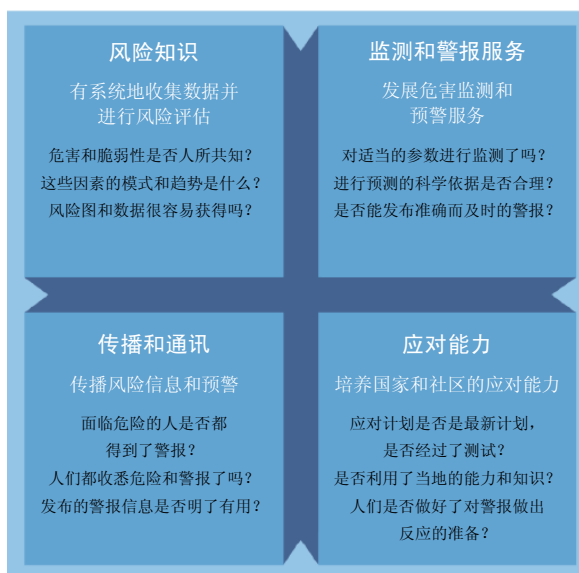 风险知识
有系统地收集数据并
进行风险评估
危害和脆弱性是否人所共知？
这些因素的模式和趋势是什么？
风险图和数据很容易获得吗？
监测和警报服务
发展危害监测和
预警服务
对适当的参数进行监测了吗？
进行预测的科学依据是否合理？
是否能发布准确而及时的警报？
传播和通讯
传播风险信息和预警
面临危险的人是否都
得到了警报？
人们都收悉危险和警报了吗？
发布的警报信息是否明了有用？
应对能力
培养国家和社区的应对能力
应对计划是否是最新计划，
是否经过了测试？
是否利用了当地的能力和知识？
人们是否做好了对警报做出
反应的准备？